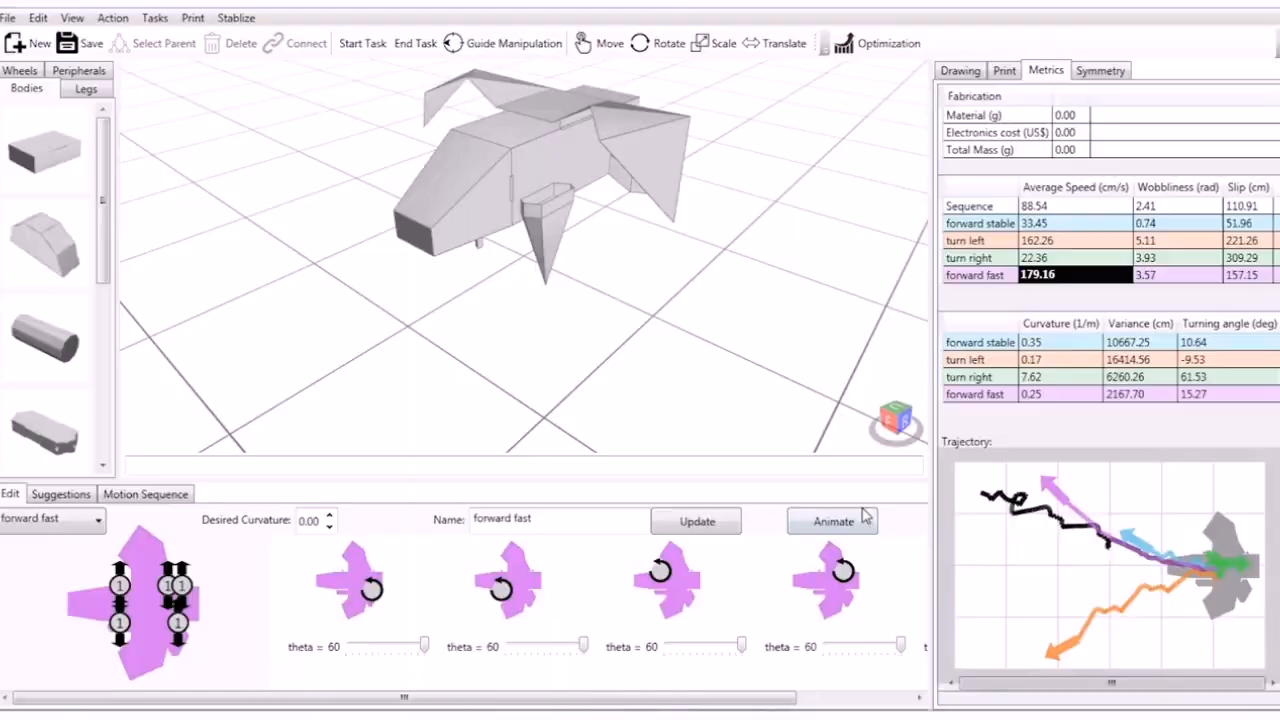 File Edit View Action Tasks Print Stablize
New Save Select Parent Delete Connect Start Task End Task Guide Manipulation Move Rotate Scale Translate Optimization
Wheels Peripherals
Bodies Legs
Drawing Print Metrics Symmetry
Fabrication
Material (g) 0.00
Electronics cost (US$) 0.00
Total Mass (g) 0.00
Average Speed (cm/s) Wobbliness (rad) Slip (cm)
Sequence 88.54 2.41 110.91
forward stable 33.45 0.74 51.96
turn left 162.26 5.11 221.26
turn right 22.36 3.93 309.29
forward fast 179.16 3.57 157.15
Curvature (1/m) Variance (cm) Turning angle (deg)
forward stable 0.35 10667.25 10.64
turn left 0.17 16414.56 -9.53
turn right 7.62 6260.26 61.53
forward fast 0.25 2167.70 15.27
Trajectory:
Edit Suggestions Motion Sequence
forward fast Desired Curvature: 0.00 Name: forward fast Update Animate
1 1 1
1 1
theta = 60 theta = 60 theta = 60 theta = 60 t